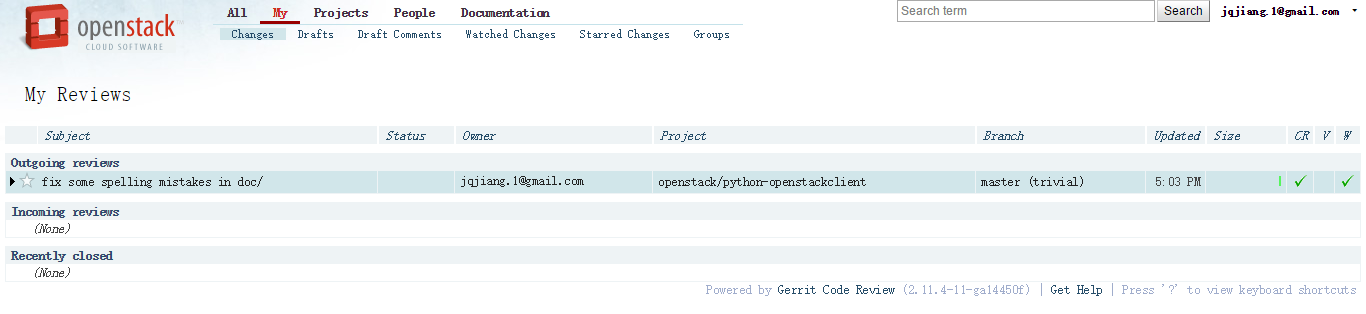 openstack™
CLOUD SOFTWARE
All My Projects People Documentation
Search term Search jqjiang.1@gmail.com
Changes Drafts Draft Comments Watched Changes Starred Changes Groups
My Reviews
Subject Status Owner Project Branch Updated Size CR V W
Outgoing reviews
fix some spelling mistakes in doc/ jqjiang.1@gmail.com openstack/python-openstackclient master (trivial) 5:03 PM
Incoming reviews
(None)
Recently closed
(None)
Powered by Gerrit Code Review (2.11.4-11-ga14450f) | Get Help | Press '?' to view keyboard shortcuts